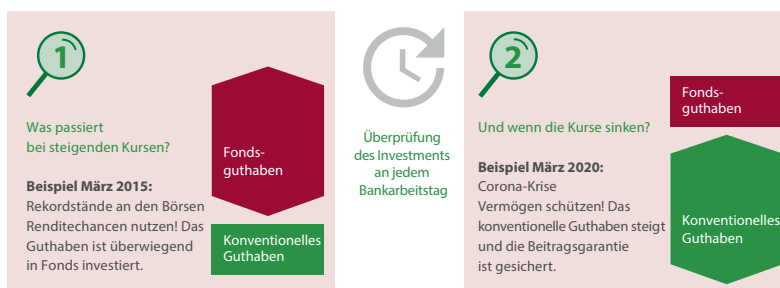 1
Was passiert
bei steigenden Kursen?
Beispiel März 2015:
Rekordstände an den Börsen
Renditechancen nutzen! Das
Guthaben ist überwiegend
in Fonds investiert.
Fonds-
guthaben
Konventionelles
Guthaben
Überprüfung
des Investments
an jedem
Bankarbeitstag
2
Und wenn die Kurse sinken?
Beispiel März 2020:
Corona-Krise
Vermögen schützen! Das
konventionelle Guthaben steigt
und die Beitragsgarantie
ist gesichert.
Fonds-
guthaben
Konventionelles
Guthaben